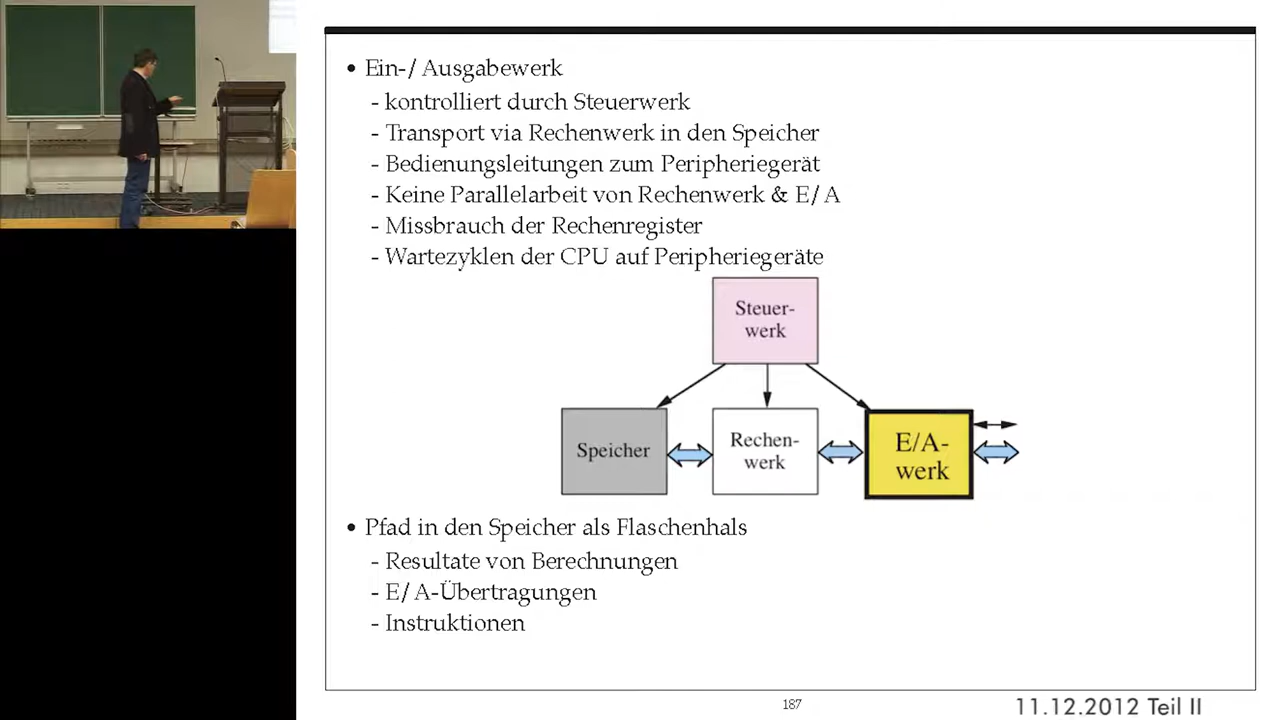 • Ein-/Ausgabewerk
- kontrolliert durch Steuerwerk
- Transport via Rechenwerk in den Speicher
- Bedienungsleitungen zum Peripheriegerät
- Keine Parallelarbeit von Rechenwerk & E/A
- Missbrauch der Rechenregister
- Wartezyklen der CPU auf Peripheriegeräte
Steuer-
werk
Speicher
Rechen-
werk
E/A-
werk
• Pfad in den Speicher als Flaschenhals
- Resultate von Berechnungen
- E/A-Übertragungen
- Instruktionen
187
11.12.2012 Teil II